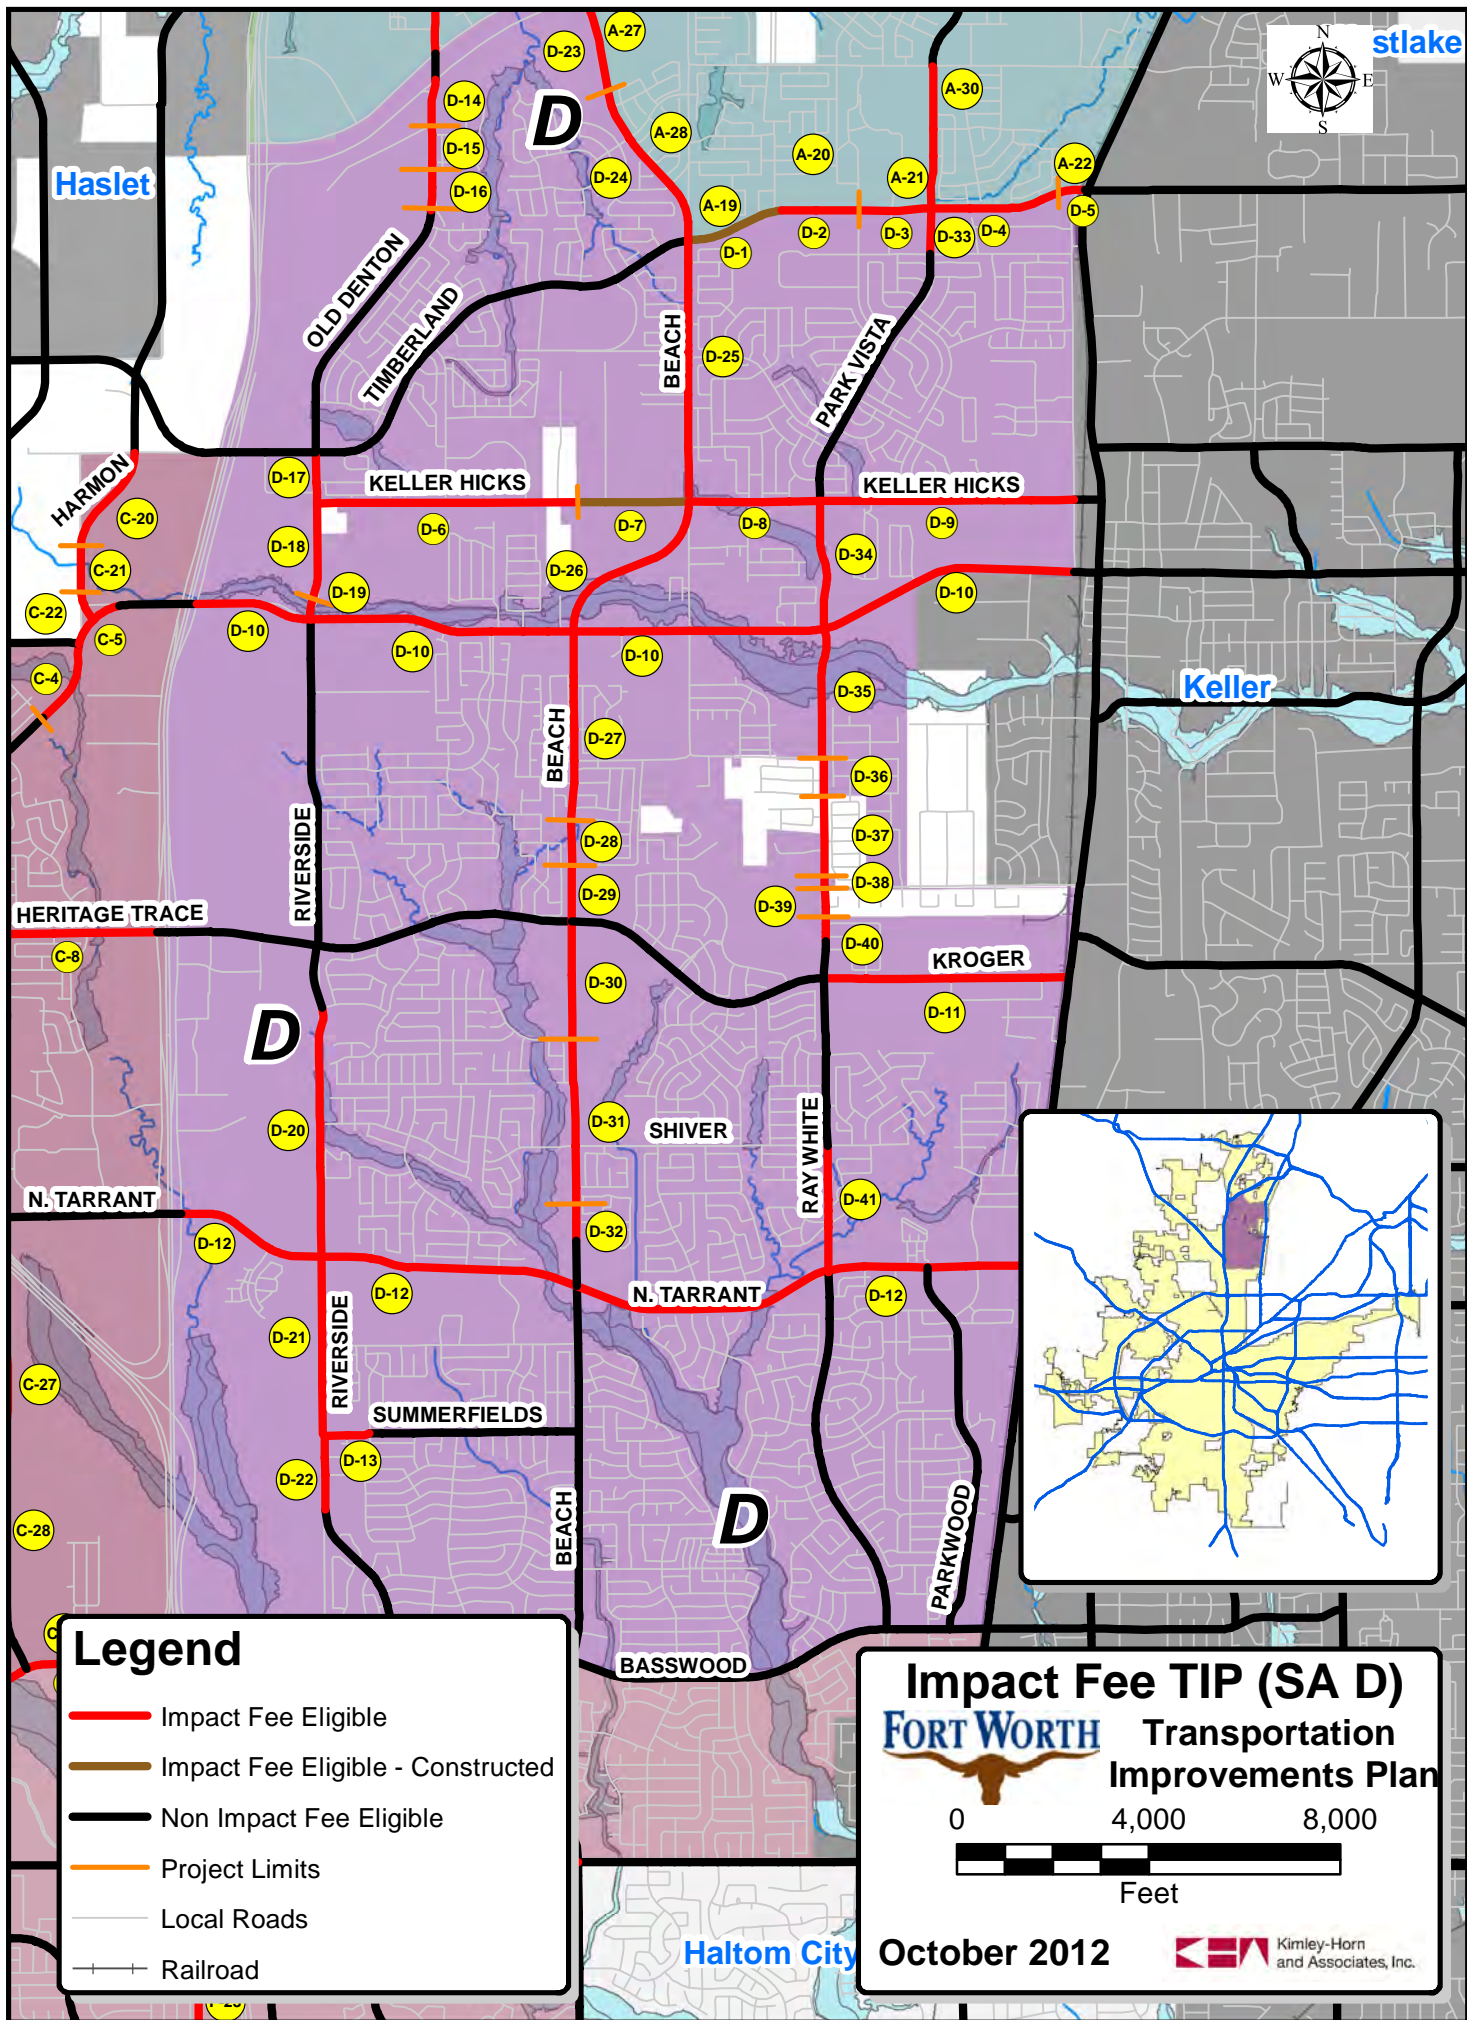 A-27
D-23
N
stlake
W
E
S
A-30
D-14
D
A-28
D-15
A-20
A-22
Haslet
D-24
A-21
D-16
A-19
D-5
D-2
D-3
D-33
D-4
D-1
OLD DENTON
TIMBERLAND
BEACH
D-25
PARK VISTA
HARMON
D-17
KELLER HICKS
KELLER HICKS
C-20
D-6
D-7
D-8
D-9
D-18
D-34
C-21
D-26
D-19
D-10
C-22
C-5
D-10
D-10
D-10
C-4
D-35
Keller
BEACH
D-27
D-36
RIVERSIDE
D-28
D-37
D-29
D-38
D-39
HERITAGE TRACE
D-40
C-8
KROGER
D-30
D-11
D
D-31
D-20
SHIVER
RAY WHITE
N. TARRANT
D-41
D-12
D-32
D-12
N. TARRANT
D-12
D-21
RIVERSIDE
C-27
SUMMERFIELDS
D-13
D-22
BEACH
D
PARKWOOD
C-28
BASSWOOD
Legend
Impact Fee Eligible
Impact Fee Eligible - Constructed
Non Impact Fee Eligible
Project Limits
Local Roads
Railroad
Impact Fee TIP (SA D)
FORT WORTH
Transportation
Improvements Plan
0 4,000 8,000
Feet
Haltom City
October 2012
Kimley-Horn
and Associates, Inc.